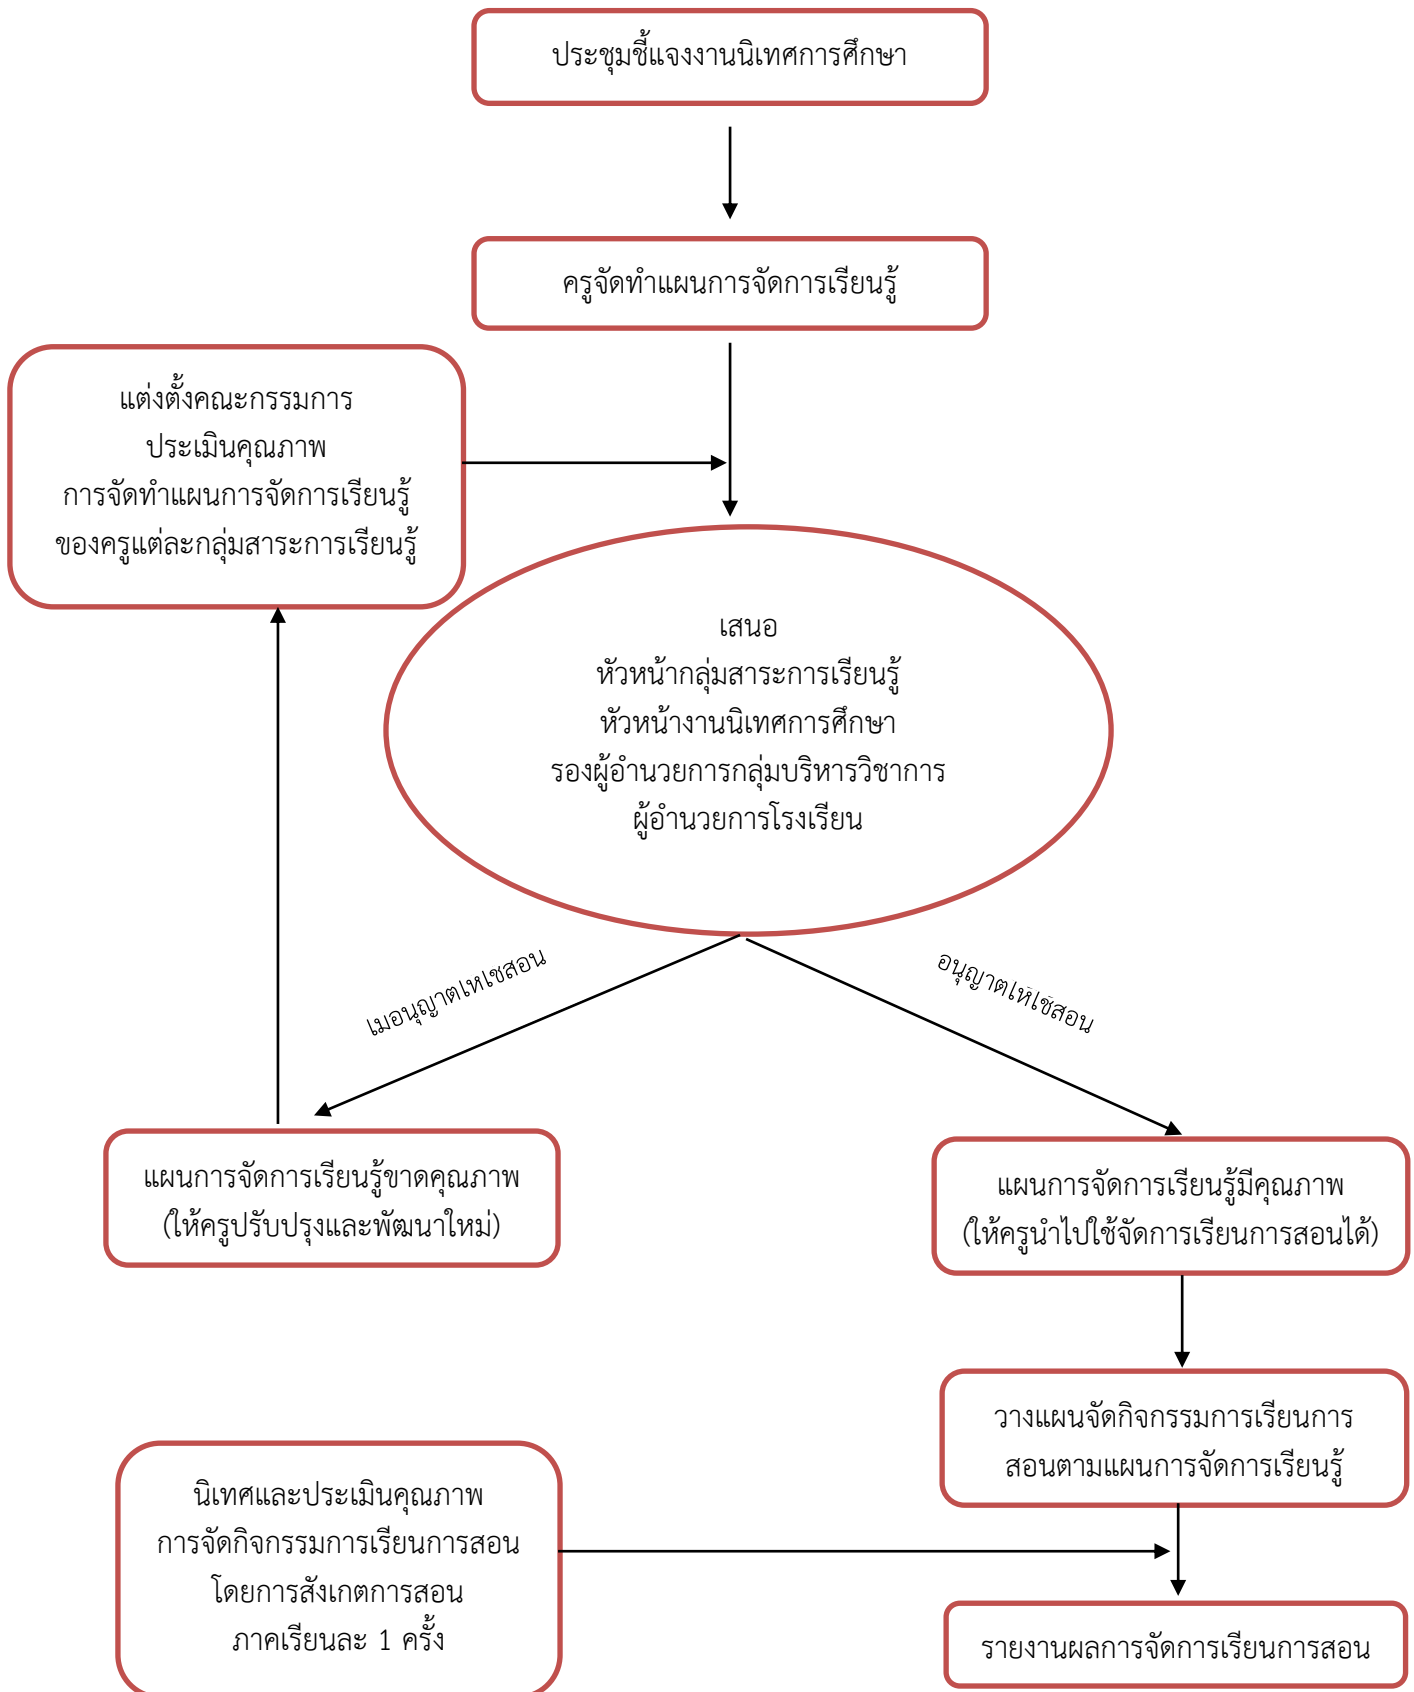 ประชุมชี้แจงงานนิเทศการศึกษา
ครูจัดทำแผนการจัดการเรียนรู้
แต่งตั้งคณะกรรมการ
ประเมินคุณภาพ
การจัดทำแผนการจัดการเรียนรู้
ของครูแต่ละกลุ่มสาระการเรียนรู้
เสนอ
หัวหน้ากลุ่มสาระการเรียนรู้
หัวหน้างานนิเทศการศึกษา
รองผู้อำนวยการกลุ่มบริหารวิชาการ
ผู้อำนวยการโรงเรียน
ไม่อนุญาตให้ใช้สอน
อนุญาตให้ใช้สอน
แผนการจัดการเรียนรู้ขาดคุณภาพ
(ให้ครูปรับปรุงและพัฒนาใหม่)
แผนการจัดการเรียนรู้มีคุณภาพ
(ให้ครูนำไปใช้จัดการเรียนการสอนได้)
วางแผนจัดกิจกรรมการเรียนการ
สอนตามแผนการจัดการเรียนรู้
นิเทศและประเมินคุณภาพ
การจัดกิจกรรมการเรียนการสอน
โดยการสังเกตการสอน
ภาคเรียนละ 1 ครั้ง
รายงานผลการจัดการเรียนการสอน